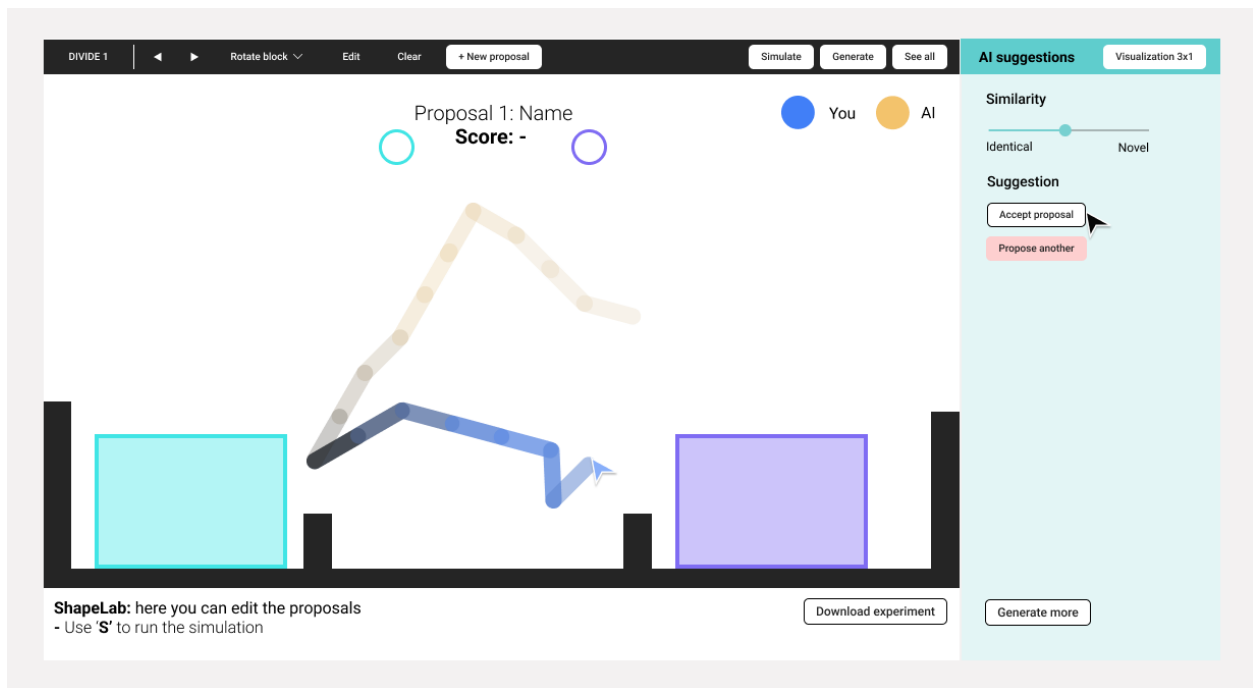 DIVIDE 1
Rotate block
Edit
Clear
+ New proposal
Simulate
Generate
See all
AI suggestions
Visualization 3x1
Proposal 1: Name
Score: -
You
AI
Similarity
Identical
Novel
Suggestion
Accept proposal
Propose another
ShapeLab: here you can edit the proposals
- Use 'S' to run the simulation
Download experiment
Generate more